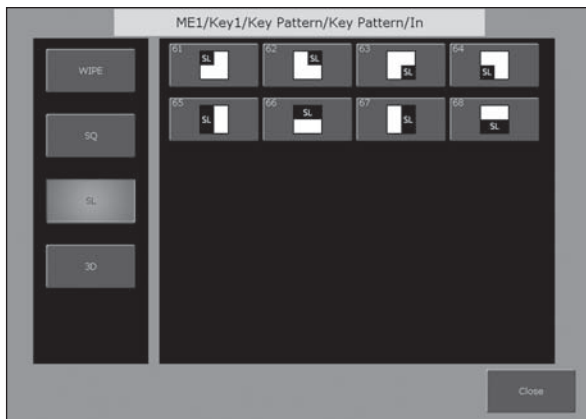 ME1/Key1/Key Pattern/Key Pattern/In
WIPE
SQ
SL
3D
61 SL
62 SL
63 SL
64 SL
65 SL
66 SL
67 SL
68 SL
Close